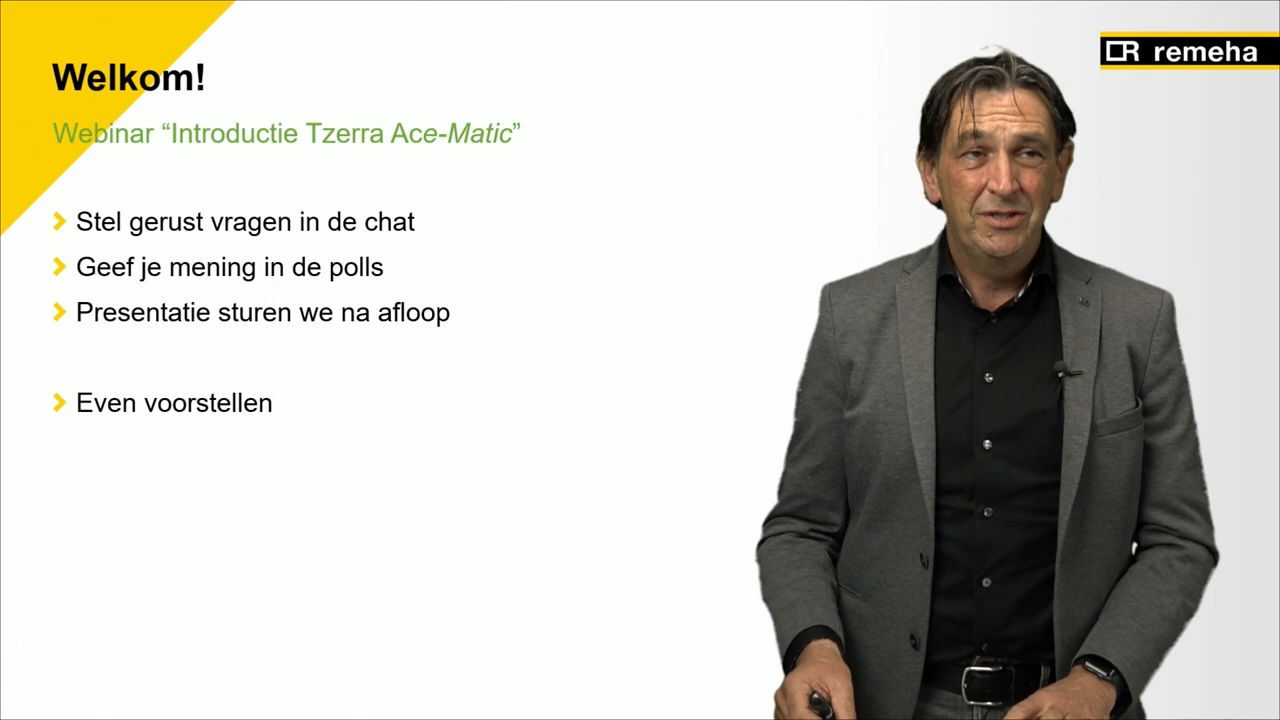 remeha
Welkom!
Webinar “Introductie Tzerra Ace-Matic”
Stel gerust vragen in de chat
Geef je mening in de polls
Presentatie sturen we na afloop
Even voorstellen